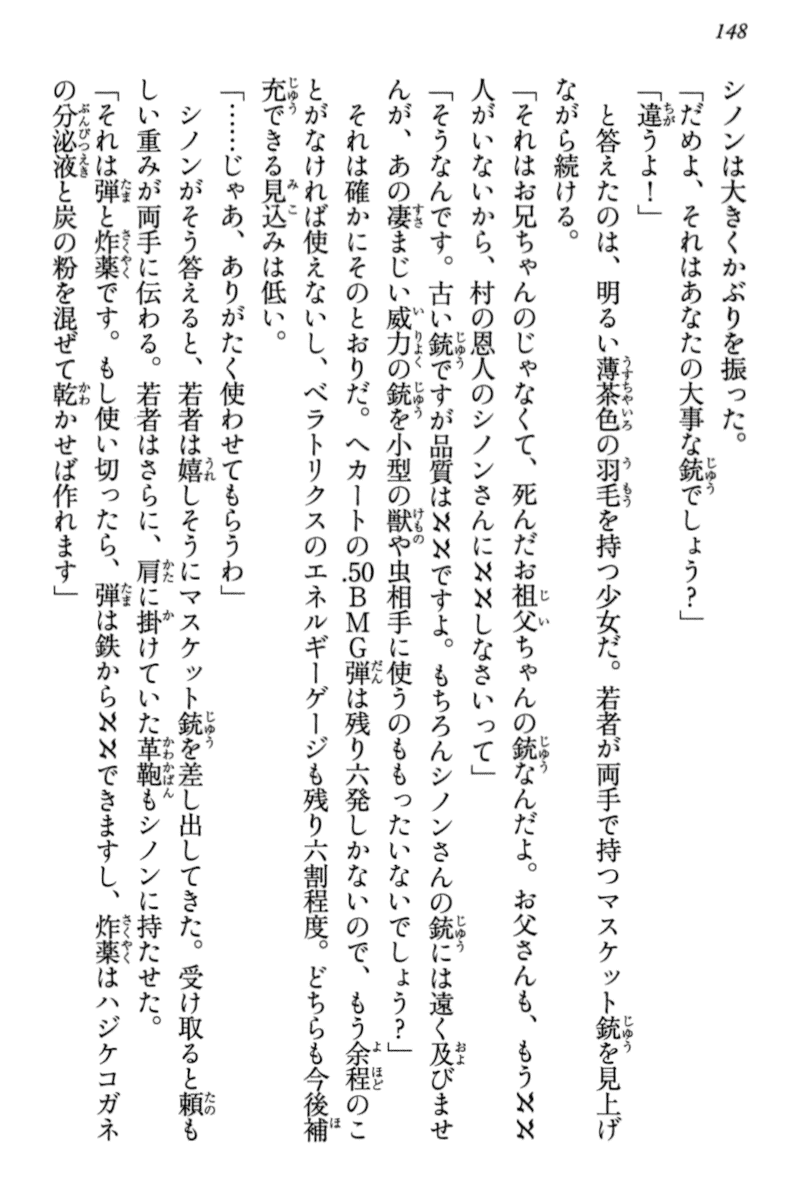 148
シノンは大きくかぶりを振った。
「だめよ、それはあなたの大事な銃でしょう？」
「違うよ！」
　と答えたのは、明るい薄茶色の羽毛を持つ少女だ。若者が両手で持つマスケット銃を見上げ
ながら続ける。
「それはお兄ちゃんのじゃなくて、死んだお祖父ちゃんの銃なんだよ。お父さんも、もうℵℵ
人がいないから、村の恩人のシノンさんにℵℵしなさいって」
「そうなんです。古い銃ですが品質はℵℵですよ。もちろんシノンさんの銃には遠く及びませ
んが、あの凄まじい威力の銃を小型の獣や虫相手に使うのももったいないでしょう？」
　それは確かにそのとおりだ。ヘカートの.50ＢＭＧ弾は残り六発しかないので、もう余程のこ
とがなければ使えないし、ベラトリクスのエネルギーゲージも残り六割程度。どちらも今後補
充できる見込みは低い。
「……じゃあ、ありがたく使わせてもらうわ」
　シノンがそう答えると、若者は嬉しそうにマスケット銃を差し出してきた。受け取ると頼も
しい重みが両手に伝わる。若者はさらに、肩に掛けていた革鞄もシノンに持たせた。
「それは弾と炸薬です。もし使い切ったら、弾は鉄からℵℵできますし、炸薬はハジケコガネ
の分泌液と炭の粉を混ぜて乾かせば作れます」